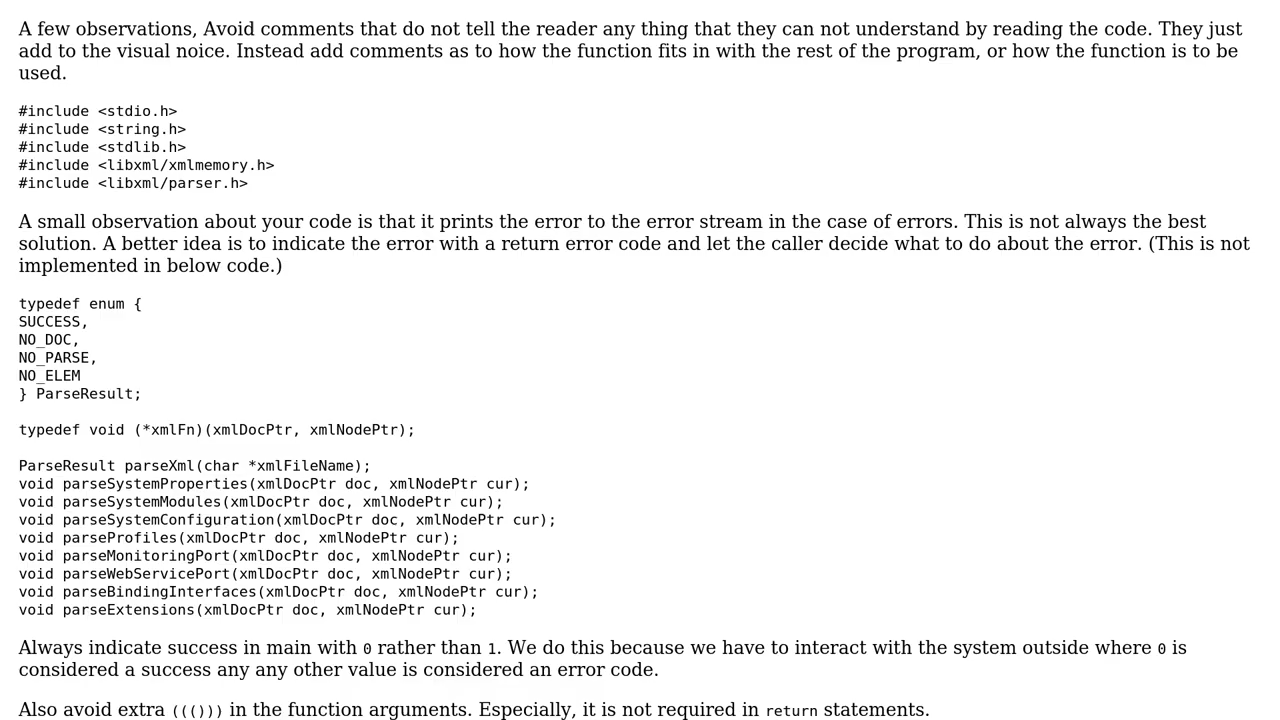 A few observations, Avoid comments that do not tell the reader any thing that they can not understand by reading the code. They just
add to the visual noice. Instead add comments as to how the function fits in with the rest of the program, or how the function is to be
used.
#include <stdio.h>
#include <string.h>
#include <stdlib.h>
#include <libxml/xmlmemory.h>
#include <libxml/parser.h>
A small observation about your code is that it prints the error to the error stream in the case of errors. This is not always the best
solution. A better idea is to indicate the error with a return error code and let the caller decide what to do about the error. (This is not
implemented in below code.)
typedef enum {
SUCCESS,
NO_DOC,
NO_PARSE,
NO_ELEM
} ParseResult;
typedef void (*xmlFn)(xmlDocPtr, xmlNodePtr);
ParseResult parseXml(char *xmlFileName);
void parseSystemProperties(xmlDocPtr doc, xmlNodePtr cur);
void parseSystemModules(xmlDocPtr doc, xmlNodePtr cur);
void parseSystemConfiguration(xmlDocPtr doc, xmlNodePtr cur);
void parseProfiles(xmlDocPtr doc, xmlNodePtr cur);
void parseMonitoringPort(xmlDocPtr doc, xmlNodePtr cur);
void parseWebServicePort(xmlDocPtr doc, xmlNodePtr cur);
void parseBindingInterfaces(xmlDocPtr doc, xmlNodePtr cur);
void parseExtensions(xmlDocPtr doc, xmlNodePtr cur);
Always indicate success in main with 0 rather than 1. We do this because we have to interact with the system outside where 0 is
considered a success any any other value is considered an error code.
Also avoid extra ((())) in the function arguments. Especially, it is not required in return statements.